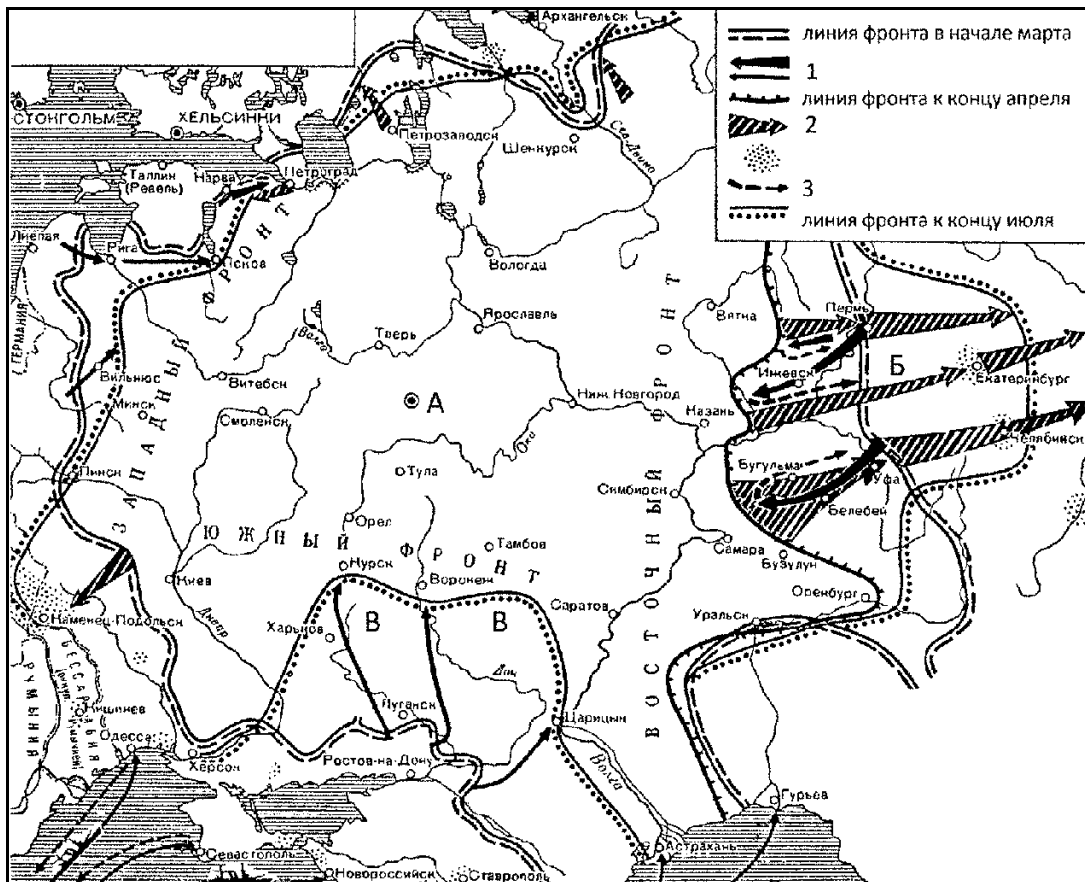 Архангельск
линия фронта в начале марта
1
линия фронта к концу апреля
2
3
линия фронта к концу июля
СТОКГОЛЬМ
ХЕЛЬСИНКИ
Петрозаводск
Шенкурск
Сев. Двина
Таллин
(Ревель)
Нарва
Петроград
Лиепая
Рига
Псков
ФРОНТ
Вологда
Вятка
Пермь
ГЕРМАНИЯ
Волга
Тверь
Ярославль
Ижевск
Б
Екатеринбург
Вильнюс
Витебск
Минск
Смоленск
А
Ниж. Новгород
Казань
Ока
Челябинск
ЗАПАДНЫЙ
Пинск
Тула
Бугульма
Уфа
Симбирск
Белебей
ЮЖНЫЙ ФРОНТ
Орел
Тамбов
Самара
Бузулук
Киев
Курск
Воронеж
Саратов
Оренбург
Уральск
Каменец-Подольск
Днепр
Харьков
В
В
ВОСТОЧНЫЙ ФРОНТ
БЕССАРАБИЯ
РУМЫНИЯ
Дон
Кишинев
Луганск
Царицын
Одесса
Херсон
Ростов-на-Дону
Волга
Гурьев
Севастополь
Астрахань
Новороссийск
Ставрополь